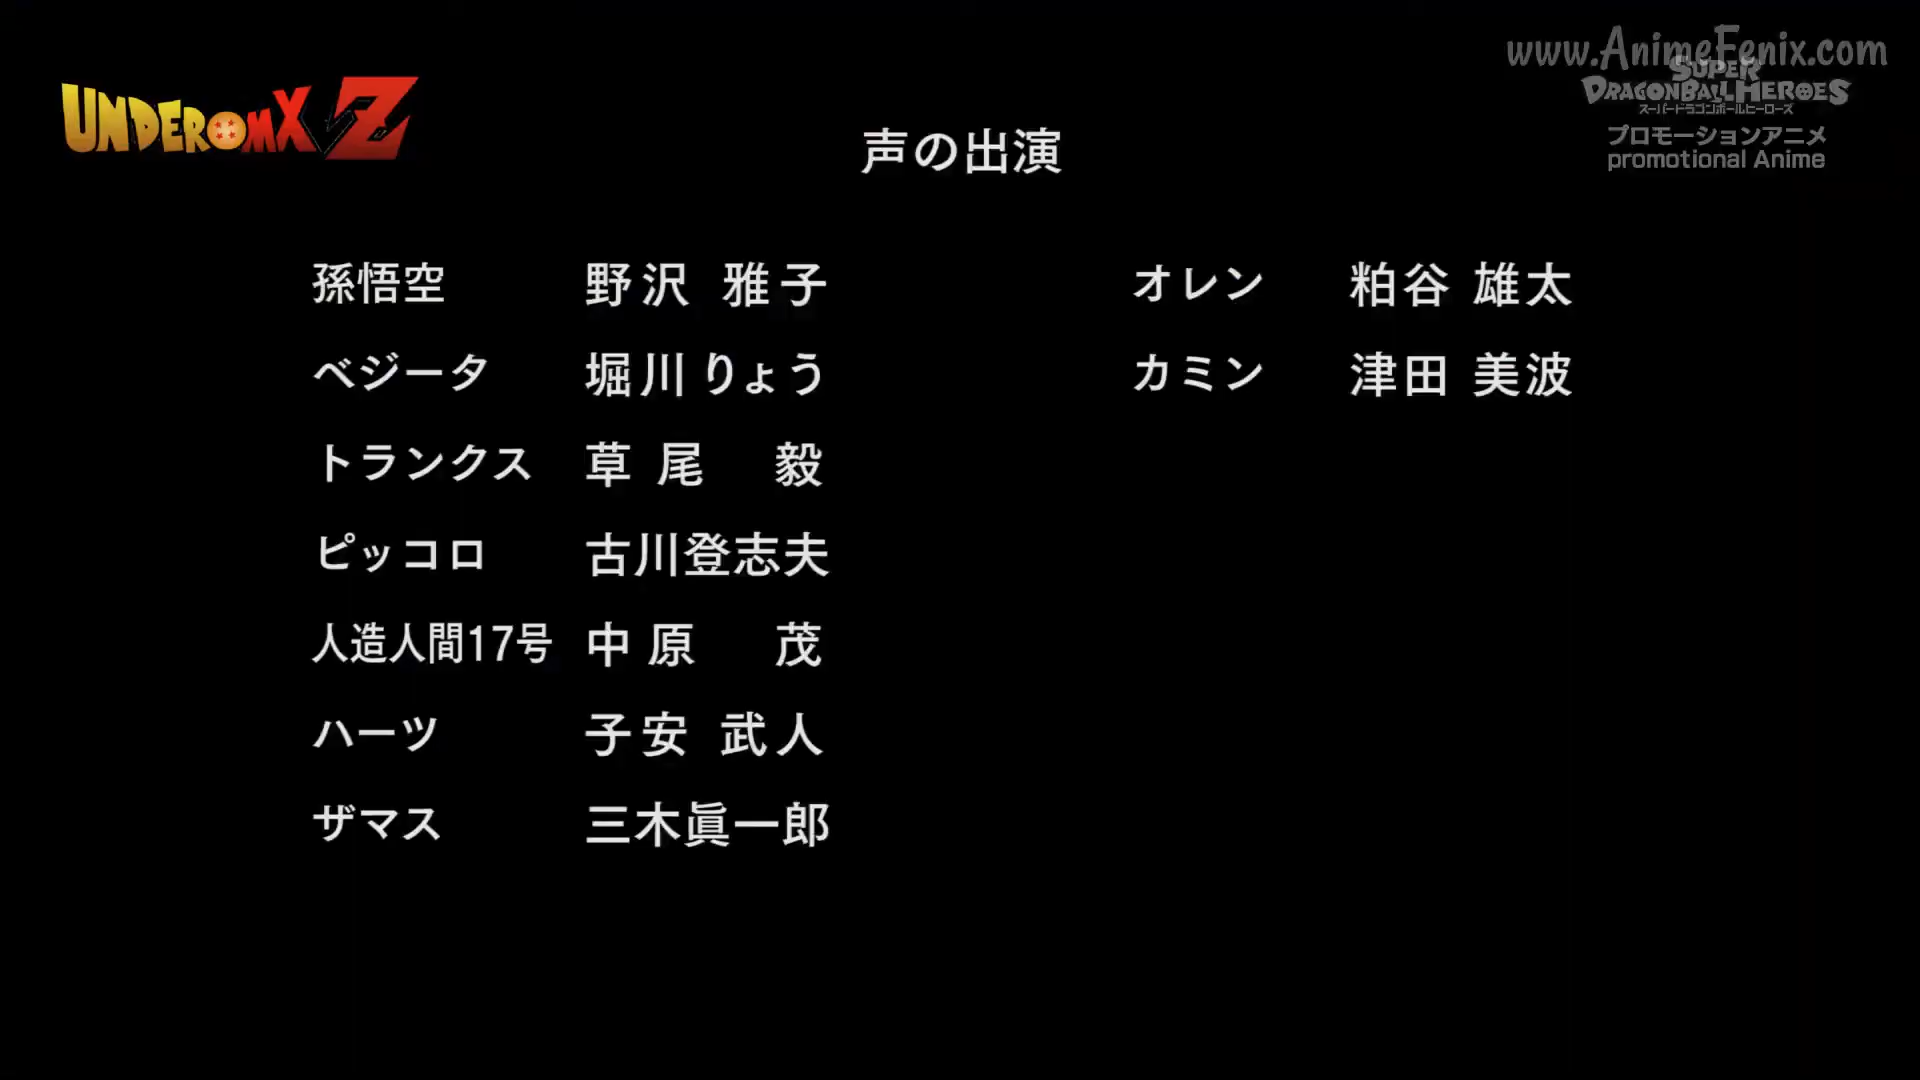 www.AnimeFenix.com
UNDEROMX Z
SUPER
DRAGONBALL HEROES
スーパードラゴンボールヒーローズ
プロモーションアニメ
promotional Anime
声の出演
孫悟空 野沢 雅子
ベジータ 堀川りょう
トランクス 草尾 毅
ピッコロ 古川登志夫
人造人間17号 中原 茂
ハーツ 子安 武人
ザマス 三木眞一郎
オレン 粕谷 雄太
カミン 津田 美波